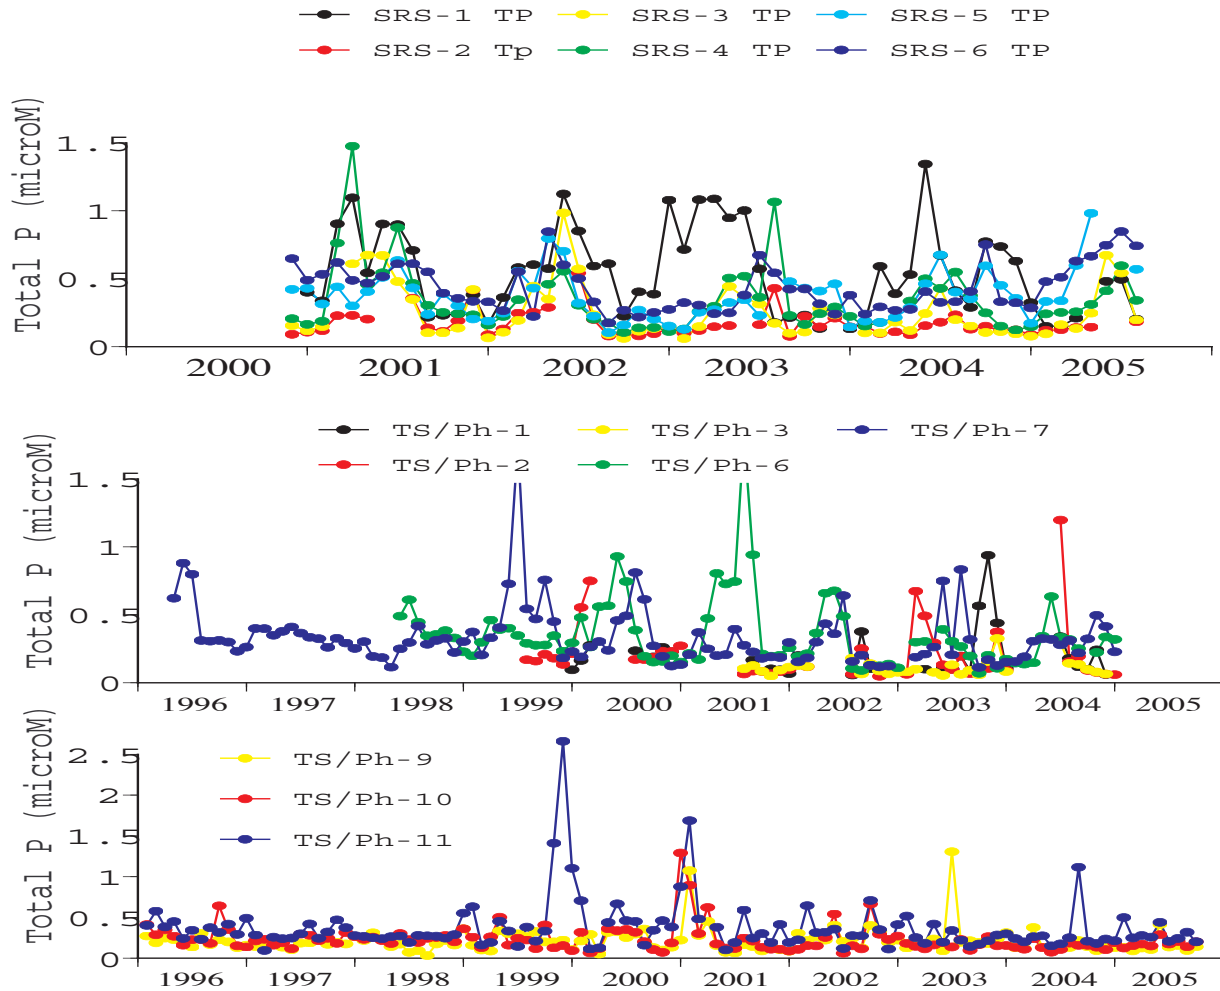 SRS-1 TP SRS-3 TP SRS-5 TP
SRS-2 Tp SRS-4 TP SRS-6 TP
Total P (microM)
1.5
1
0.5
0
2000 2001 2002 2003 2004 2005
TS/Ph-1 TS/Ph-3 TS/Ph-7
TS/Ph-2 TS/Ph-6
Total P (microM)
1.5
1
0.5
0
1996 1997 1998 1999 2000 2001 2002 2003 2004 2005
TS/Ph-9
TS/Ph-10
TS/Ph-11
Total P (microM)
2.5
2
1.5
1
0.5
0
1996 1997 1998 1999 2000 2001 2002 2003 2004 2005